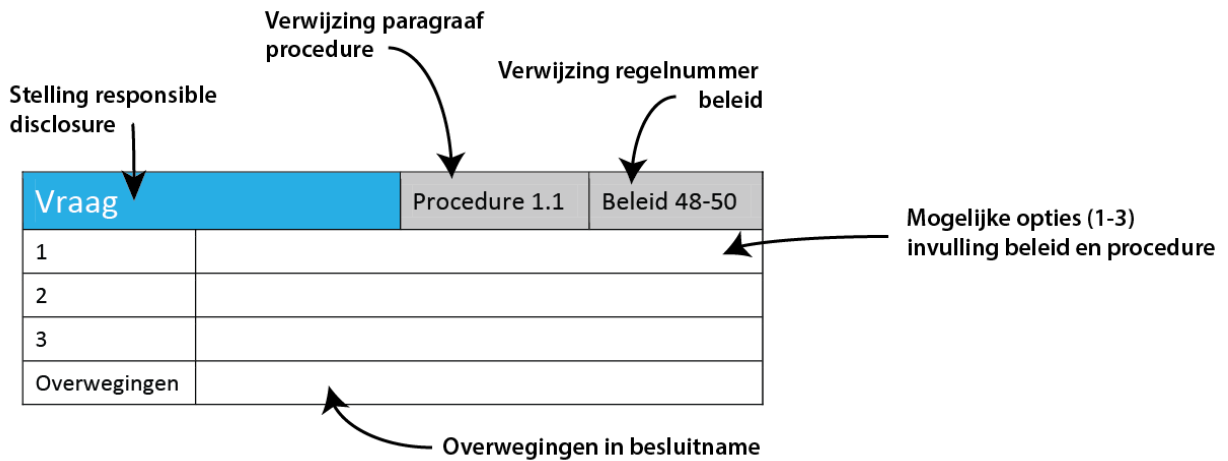 Verwijzing paragraaf
procedure
Verwijzing regelnummer
beleid
Stelling responsible
disclosure
Vraag
Procedure 1.1
Beleid 48-50
Mogelijke opties (1-3)
invulling beleid en procedure
1
2
3
Overwegingen
Overwegingen in besluitname